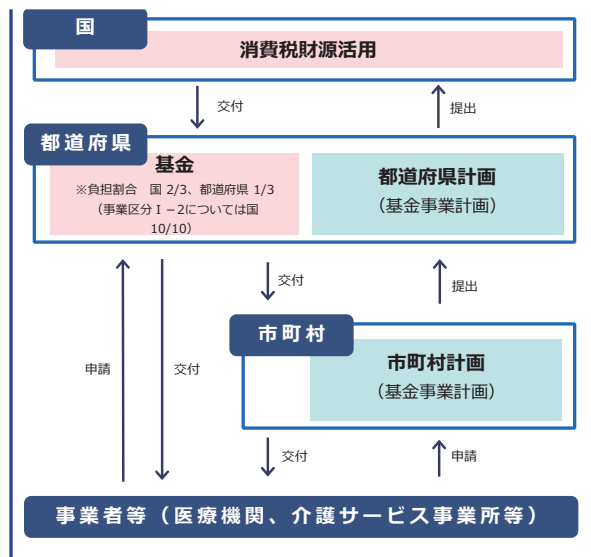 国
消費税財源活用
交付
提出
都道府県
基金
※負担割合　国 2/3、都道府県 1/3
（事業区分Ⅰ－2については国
10/10）
都道府県計画
（基金事業計画）
交付
提出
市町村
市町村計画
（基金事業計画）
申請
交付
交付
申請
事業者等（医療機関、介護サービス事業所等）